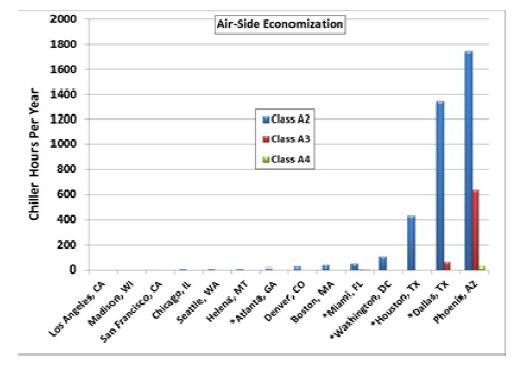 Air-Side Economization
Chiller Hours Per Year
2000
1800
1600
1400
1200
1000
800
600
400
200
0
Class A2
Class A3
Class A4
Los Angeles, CA
Madison, WI
San Francisco, CA
Chicago, IL
Seattle, WA
Helena, MT
*Atlanta, GA
Denver, CO
Boston, MA
*Miami, FL
*Washington, DC
*Houston, TX
*Dallas, TX
Phoenix, AZ